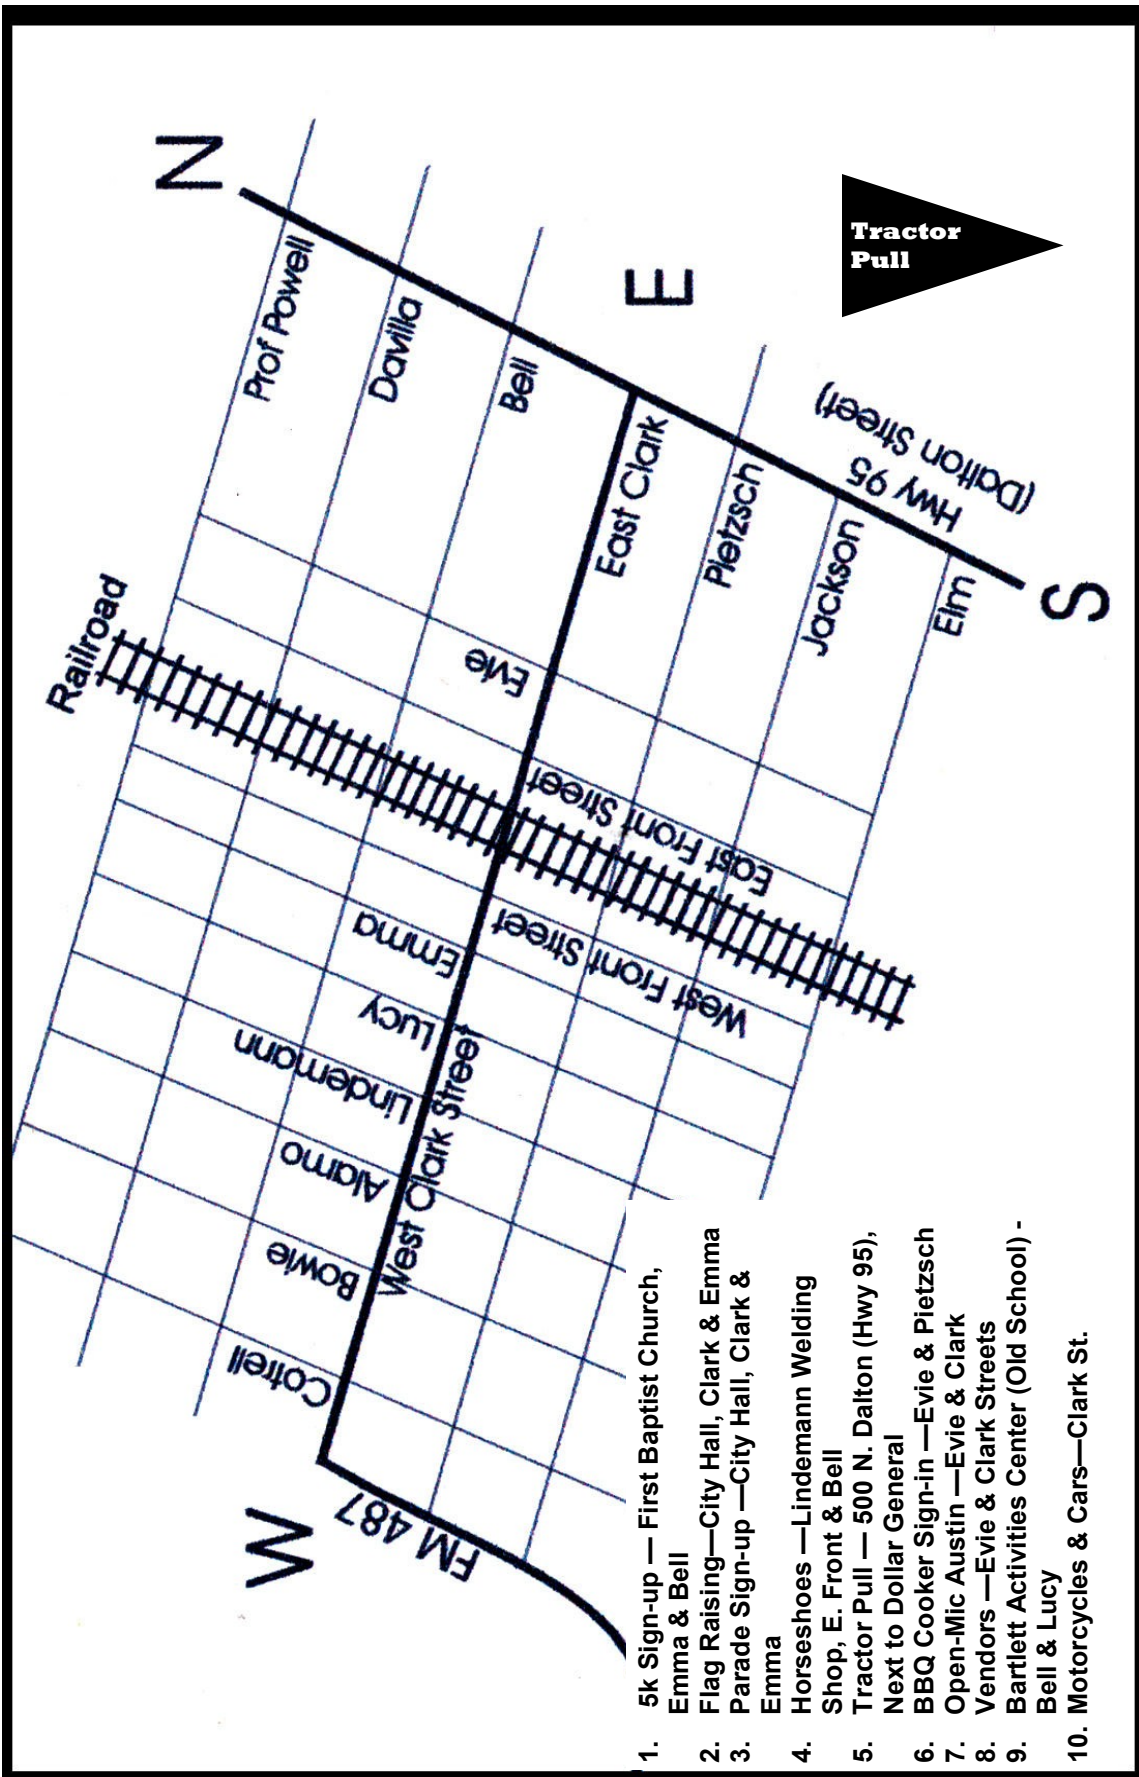 N
Prof Powell
Davilla
Bell
East Clark
Pietzsch
Jackson
Elm
E
Tractor
Pull
Hwy 95
(Dalton Street)
S
Railroad
Evie
East Front Street
West Front Street
Emma
Lucy
Lindemann
Alamo
Bowie
Cotrell
West Clark Street
W
FM 487
1. 5k Sign-up — First Baptist Church,
Emma & Bell
2. Flag Raising—City Hall, Clark & Emma
3. Parade Sign-up —City Hall, Clark &
Emma
4. Horseshoes —Lindemann Welding
Shop, E. Front & Bell
5. Tractor Pull — 500 N. Dalton (Hwy 95),
Next to Dollar General
6. BBQ Cooker Sign-in —Evie & Pietzsch
7. Open-Mic Austin —Evie & Clark
8. Vendors —Evie & Clark Streets
9. Bartlett Activities Center (Old School) -
Bell & Lucy
10. Motorcycles & Cars—Clark St.